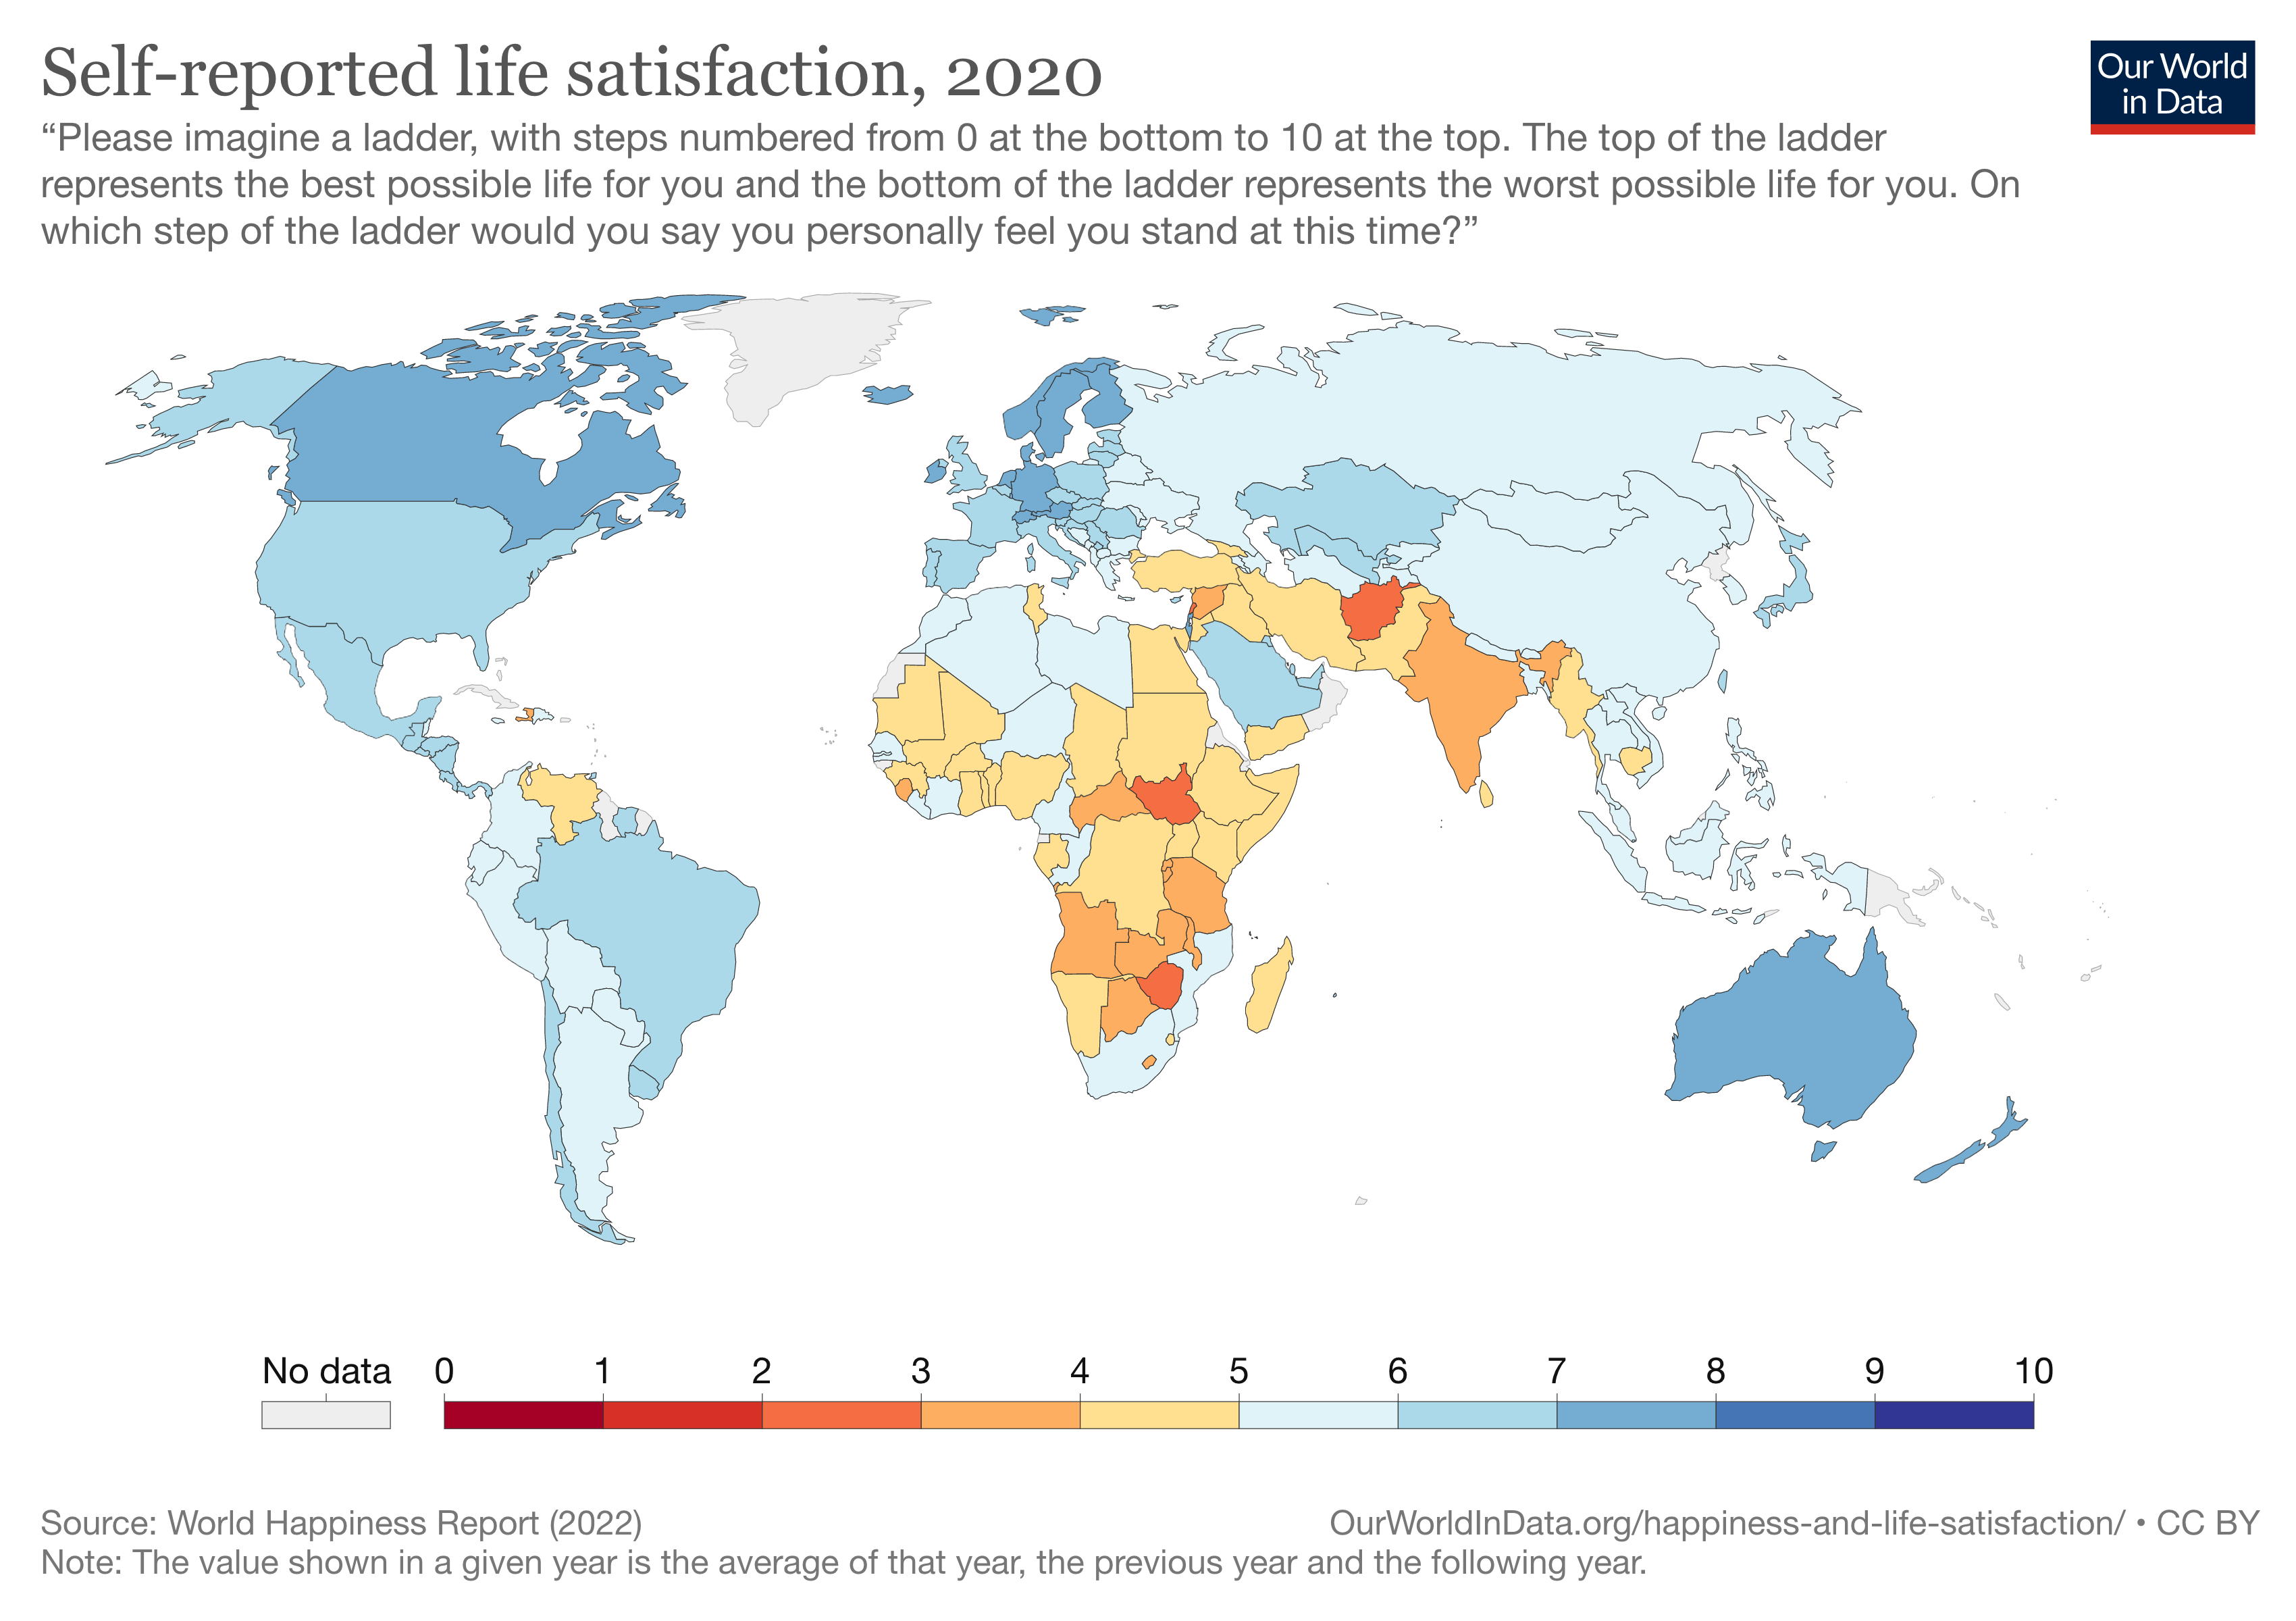 Self-reported life satisfaction, 2020
Our World
in Data
“Please imagine a ladder, with steps numbered from 0 at the bottom to 10 at the top. The top of the ladder
represents the best possible life for you and the bottom of the ladder represents the worst possible life for you. On
which step of the ladder would you say you personally feel you stand at this time?”
No data 0 1 2 3 4 5 6 7 8 9 10
Source: World Happiness Report (2022)
OurWorldInData.org/happiness-and-life-satisfaction/ • CC BY
Note: The value shown in a given year is the average of that year, the previous year and the following year.